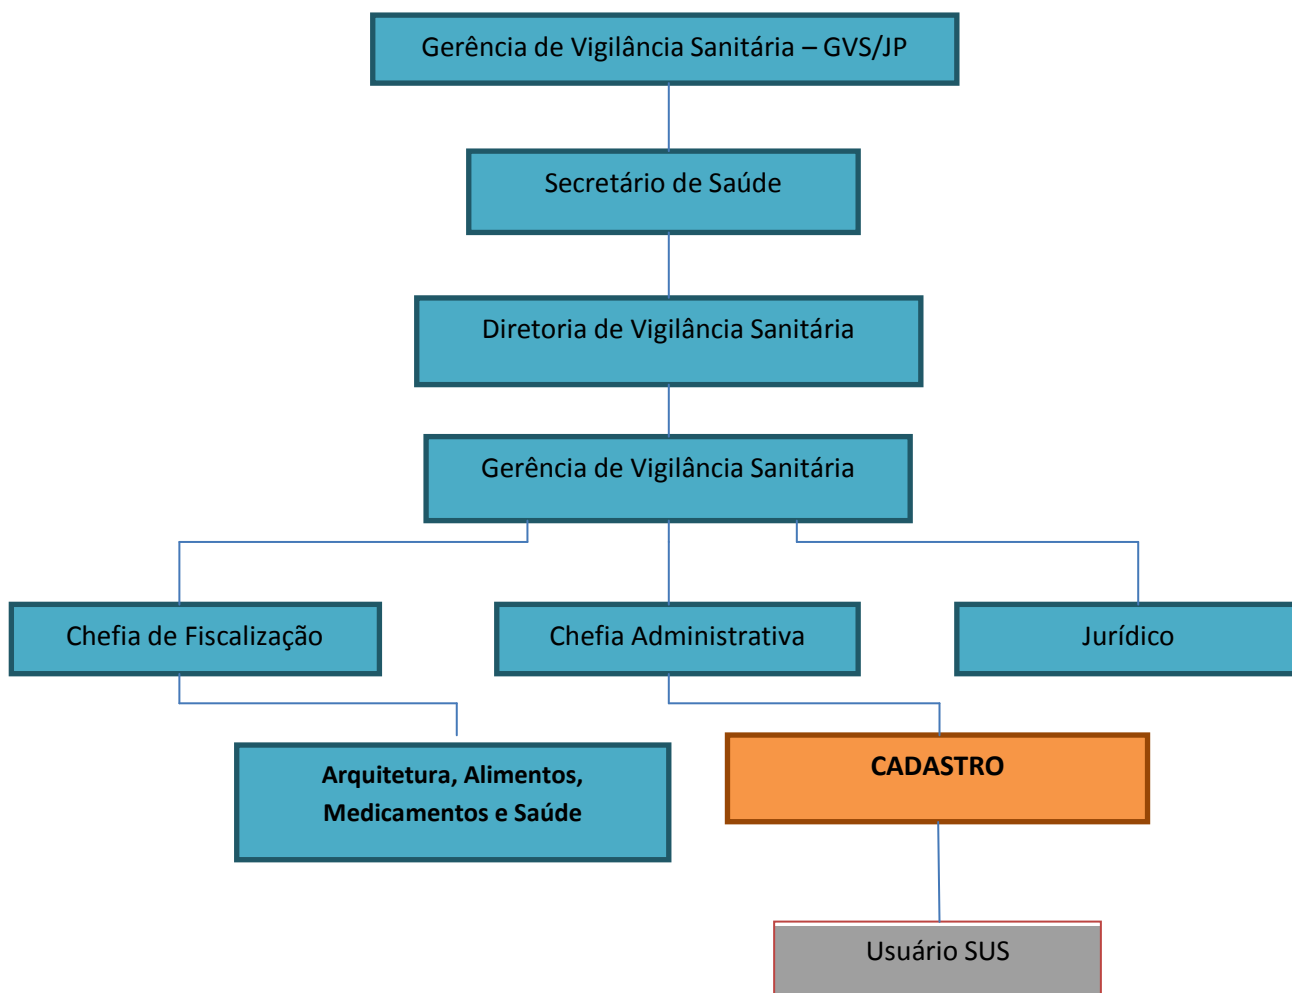 Gerência de Vigilância Sanitária – GVS/JP
Secretário de Saúde
Diretoria de Vigilância Sanitária
Gerência de Vigilância Sanitária
Chefia de Fiscalização
Chefia Administrativa
Jurídico
Arquitetura, Alimentos,
Medicamentos e Saúde
CADASTRO
Usuário SUS